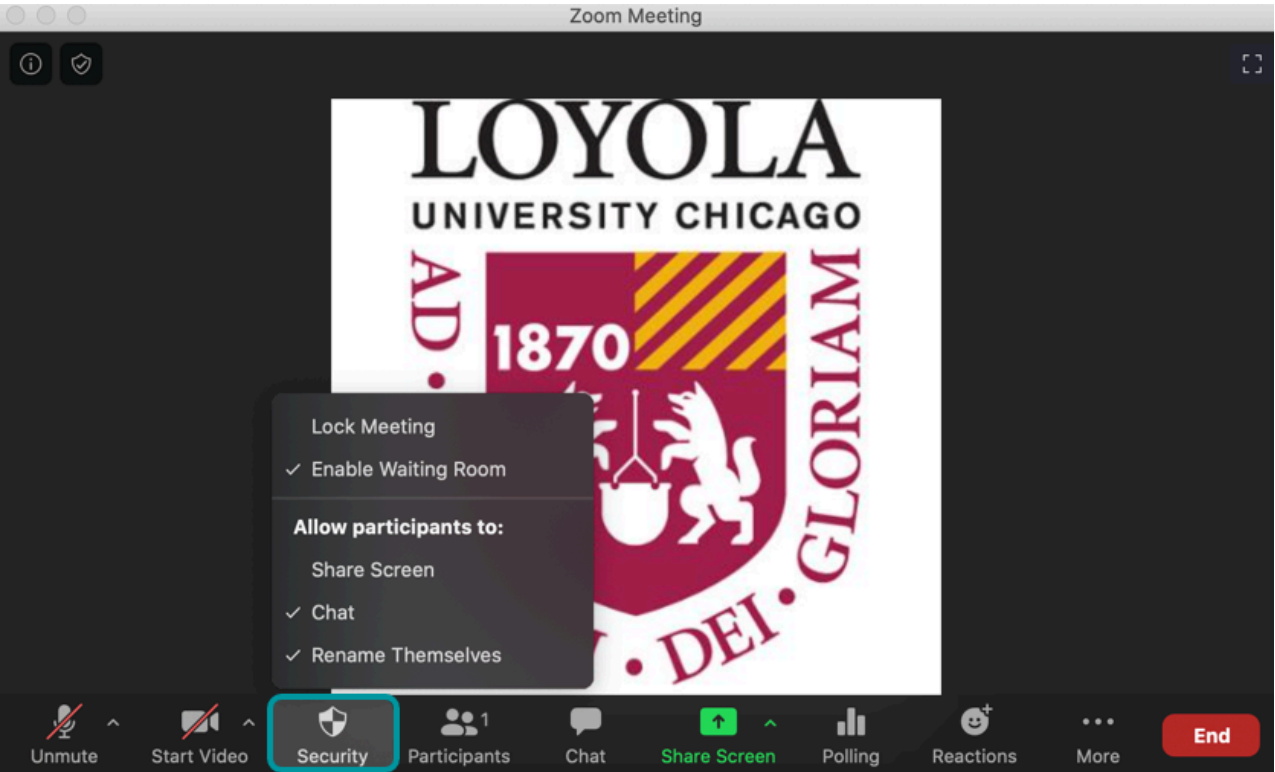 Zoom Meeting
LOYOLA
UNIVERSITY CHICAGO
AD •
1870
• DEI • GLORIAM
Lock Meeting
✓ Enable Waiting Room
Allow participants to:
Share Screen
✓ Chat
✓ Rename Themselves
1
Unmute
Start Video
Security
Participants
Chat
Share Screen
Polling
Reactions
More
End